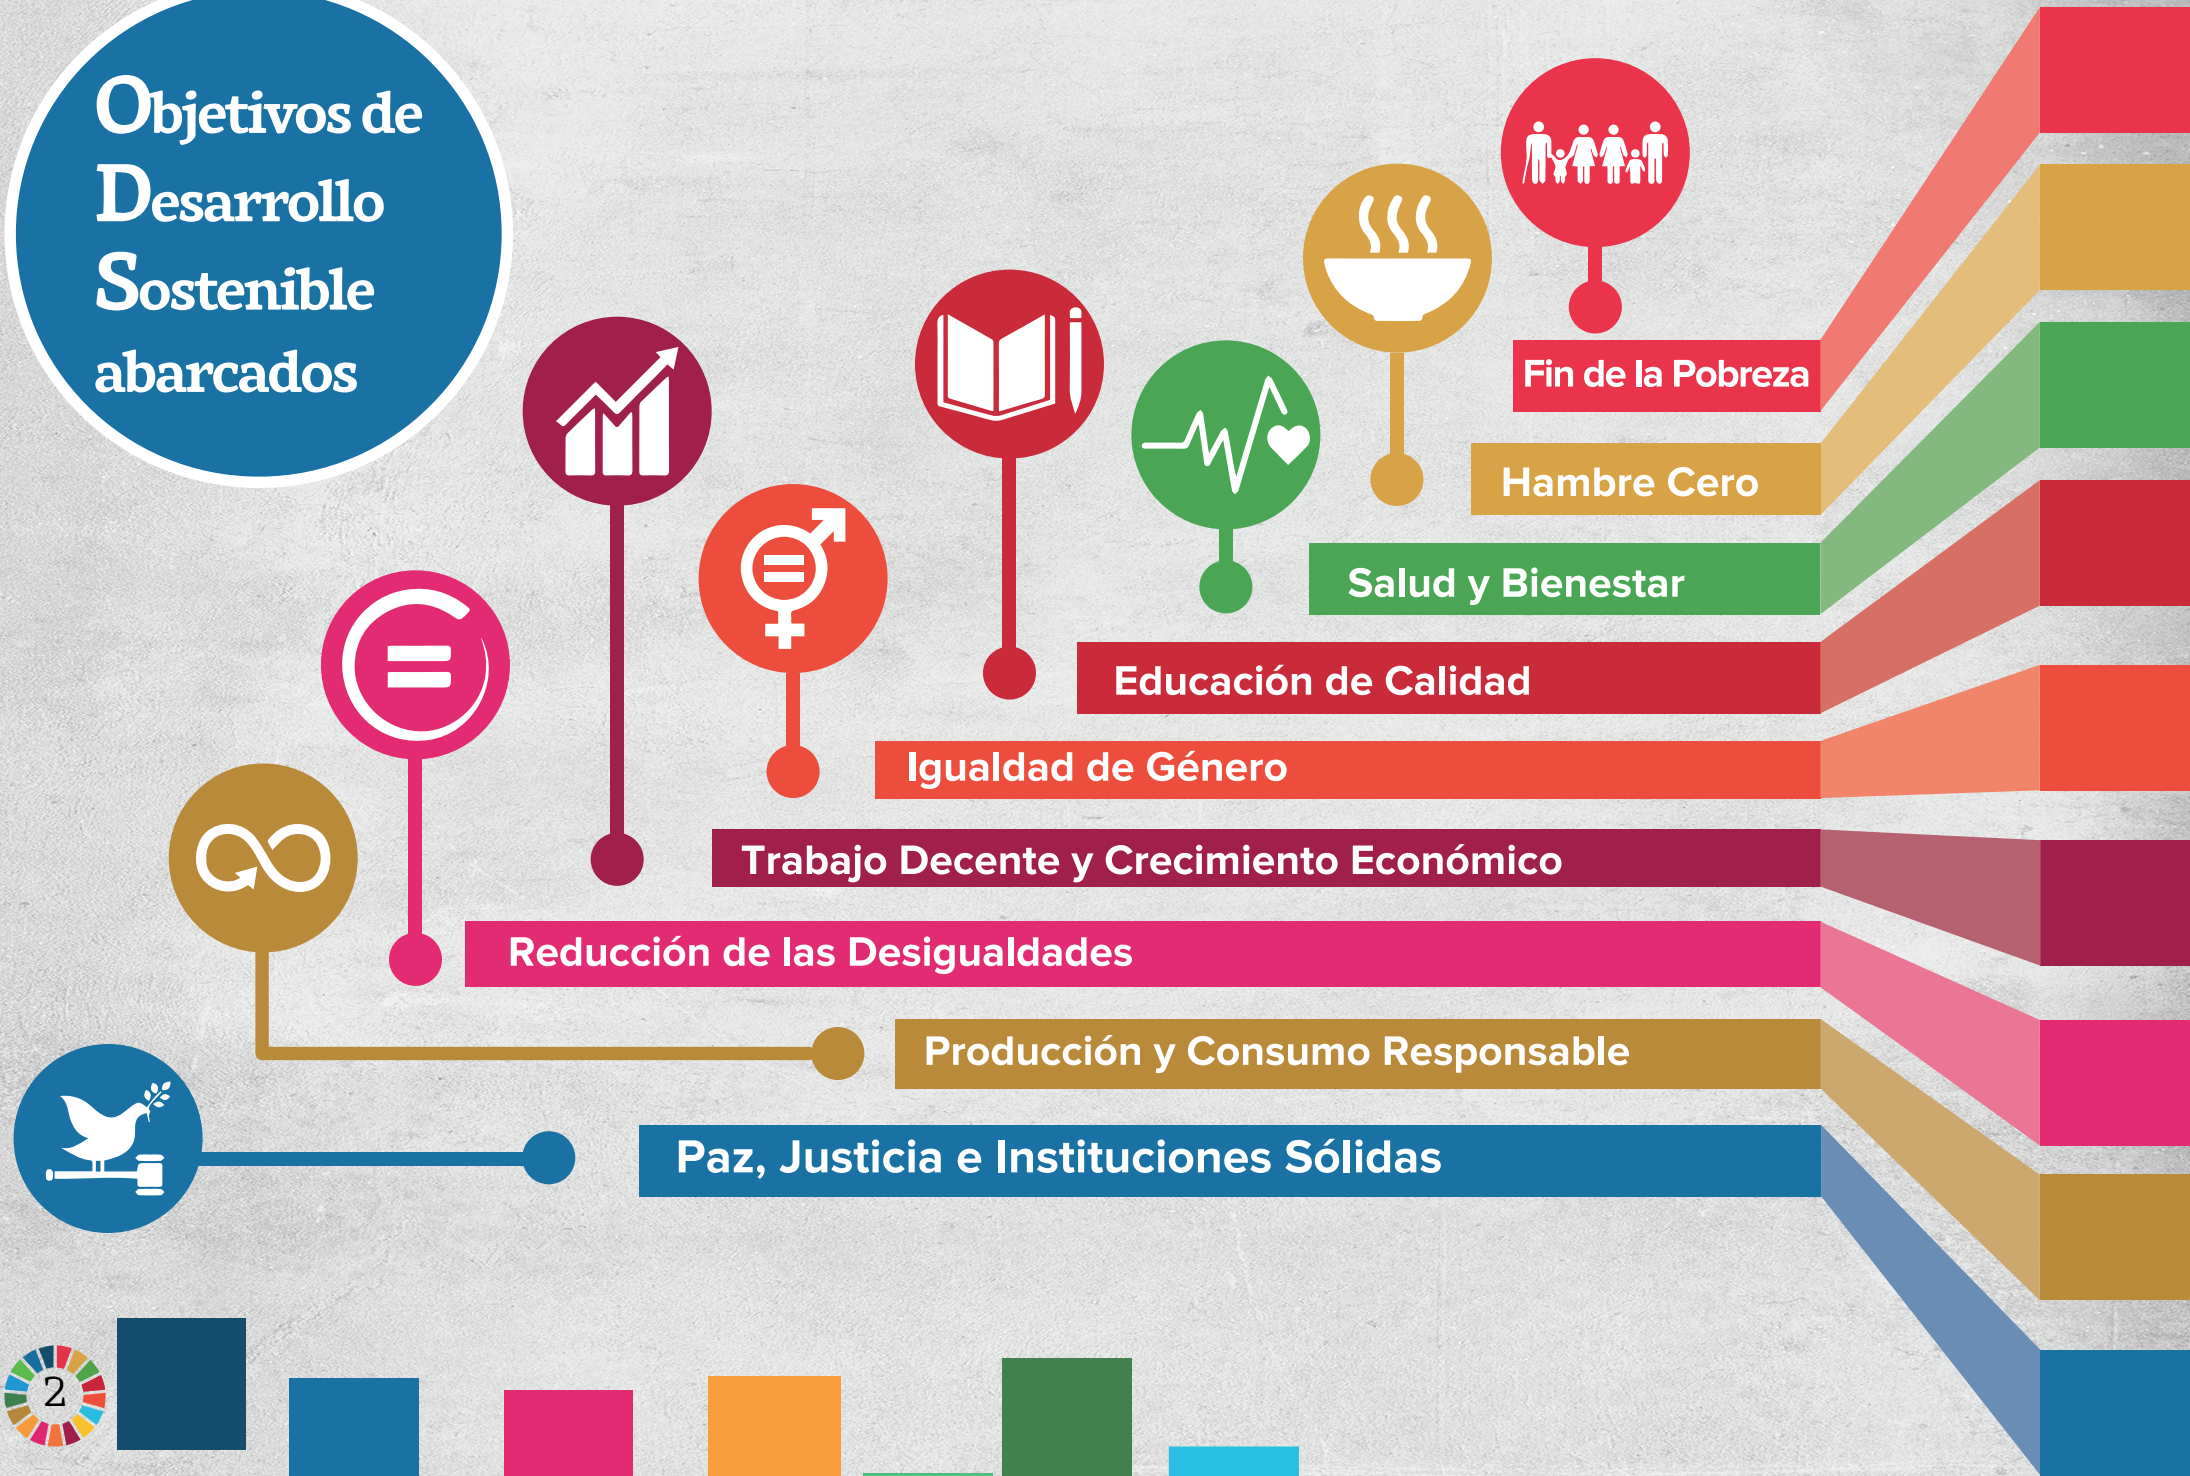 Objetivos de
Desarrollo
Sostenible
abarcados
Fin de la Pobreza
Hambre Cero
Salud y Bienestar
Educación de Calidad
Igualdad de Género
Trabajo Decente y Crecimiento Económico
Reducción de las Desigualdades
Producción y Consumo Responsable
Paz, Justicia e Instituciones Sólidas
2